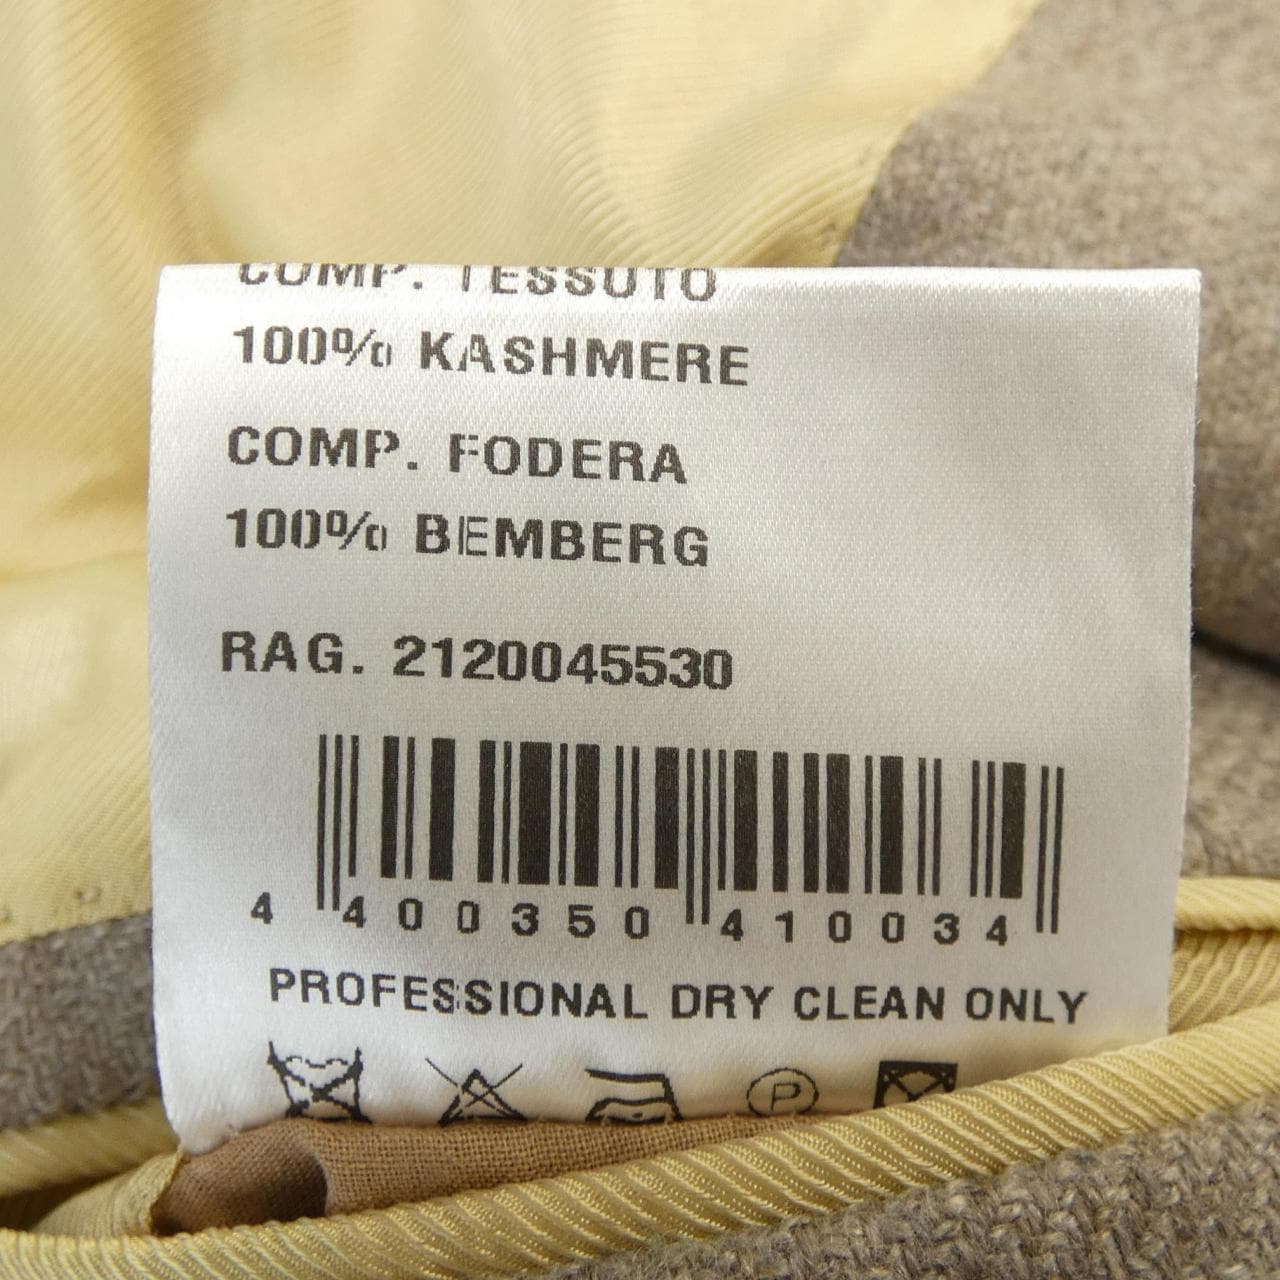 COMP. TESSUTO
100% KASHMERE
COMP. FODERA
100% BEMBERG
RAG. 2120045530
4 400350 410034
PROFESSIONAL DRY CLEAN ONLY
P